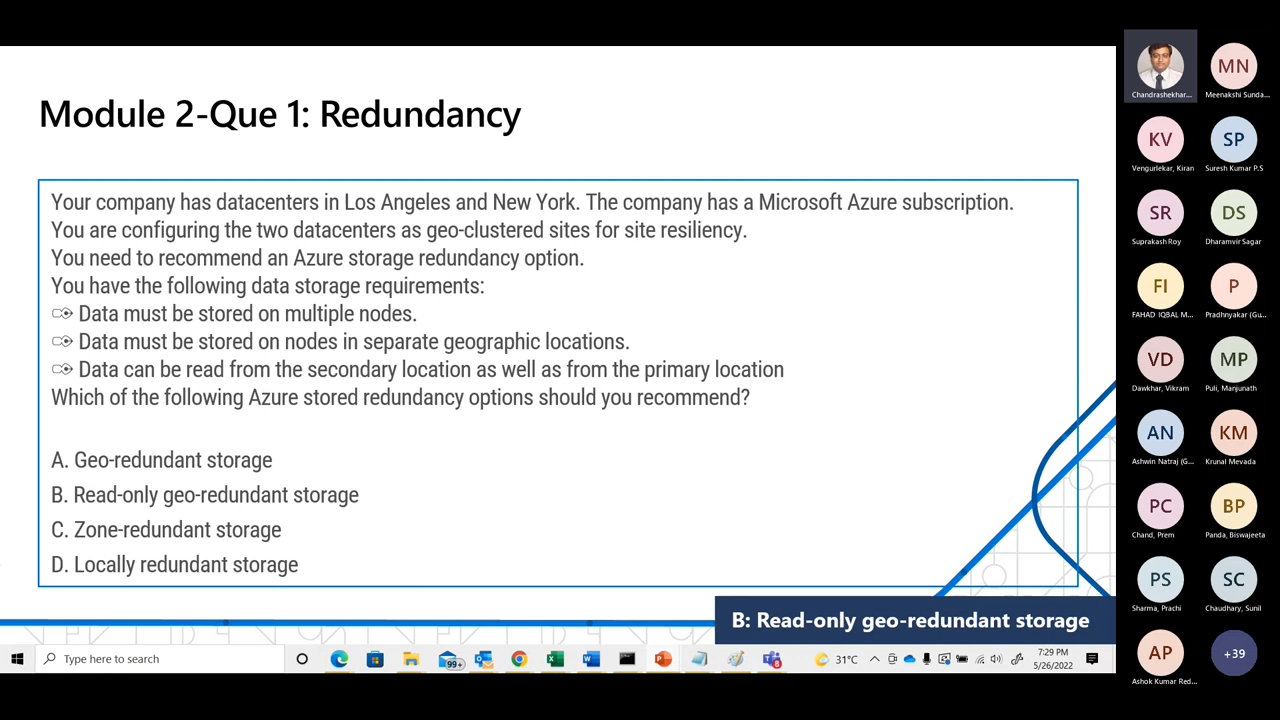 Module 2-Que 1: Redundancy
Your company has datacenters in Los Angeles and New York. The company has a Microsoft Azure subscription.
You are configuring the two datacenters as geo-clustered sites for site resiliency.
You need to recommend an Azure storage redundancy option.
You have the following data storage requirements:
Data must be stored on multiple nodes.
Data must be stored on nodes in separate geographic locations.
Data can be read from the secondary location as well as from the primary location
Which of the following Azure stored redundancy options should you recommend?
A. Geo-redundant storage
B. Read-only geo-redundant storage
C. Zone-redundant storage
D. Locally redundant storage
B: Read-only geo-redundant storage
Type here to search
99+
8
31°C
7:29 PM
5/26/2022
Chandrashekhar...
MN
Meenakshi Sunda...
KV
Vengurlekar, Kiran
SP
Suresh Kumar P.S
SR
Suprakash Roy
DS
Dharamvir Sagar
FI
FAHAD IQBAL M...
P
Pradhnyakar (Gu...
VD
Dawkhar, Vikram
MP
Puli, Manjunath
AN
Ashwin Natraj (G...
KM
Krunal Mevada
PC
Chand, Prem
BP
Panda, Biswajeeta
PS
Sharma, Prachi
SC
Chaudhary, Sunil
AP
Ashok Kumar Red...
+39